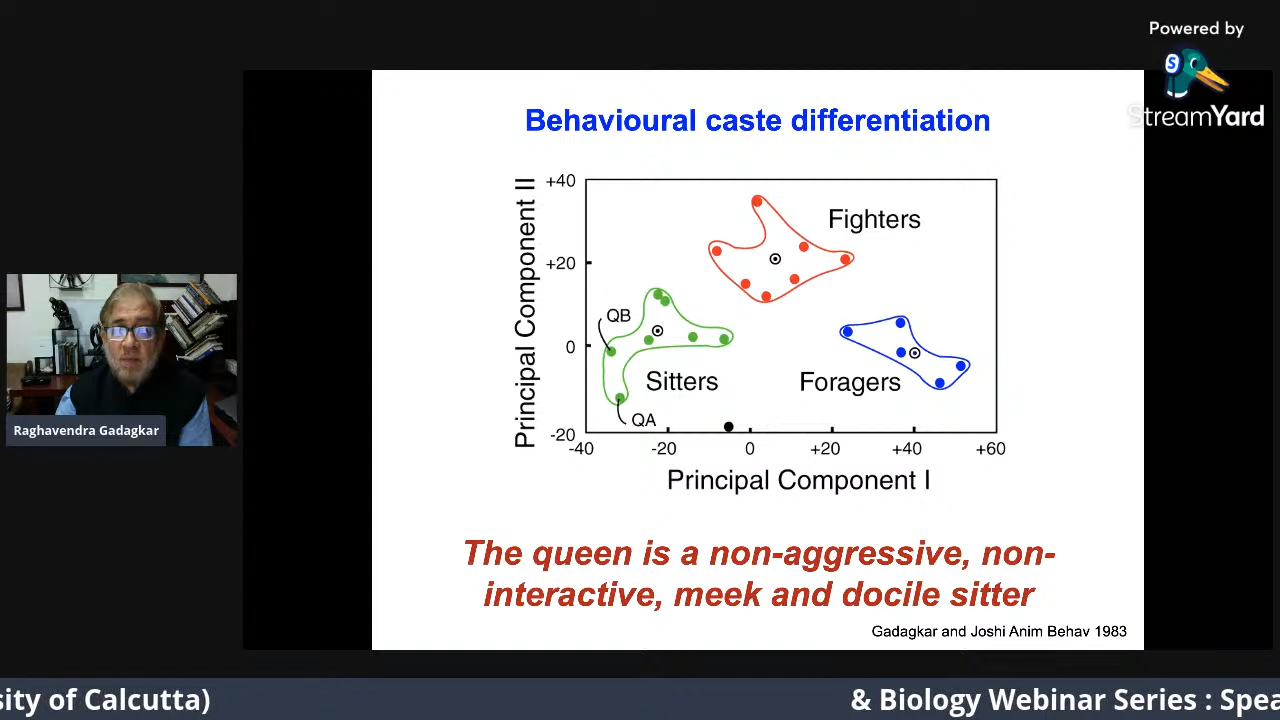 Powered by
StreamYard
Behavioural caste differentiation
Principal Component II
+40
+20
0
-20
Fighters
QB
Sitters
Foragers
QA
-40
-20
0
+20
+40
+60
Principal Component I
The queen is a non-aggressive, non-
interactive, meek and docile sitter
Gadagkar and Joshi Anim Behav 1983
Raghavendra Gadagkar
sity of Calcutta)
& Biology Webinar Series : Spea